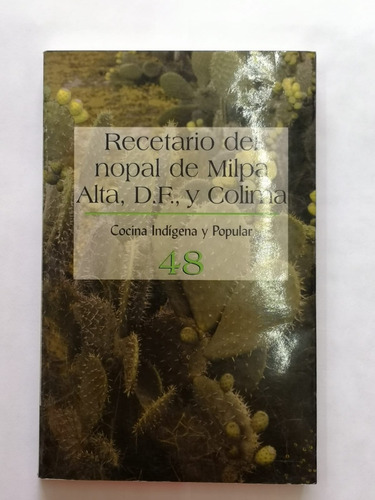 Recetario del
nopal de Milpa
Alta, D.F., y Colima
Cocina Indígena y Popular
48